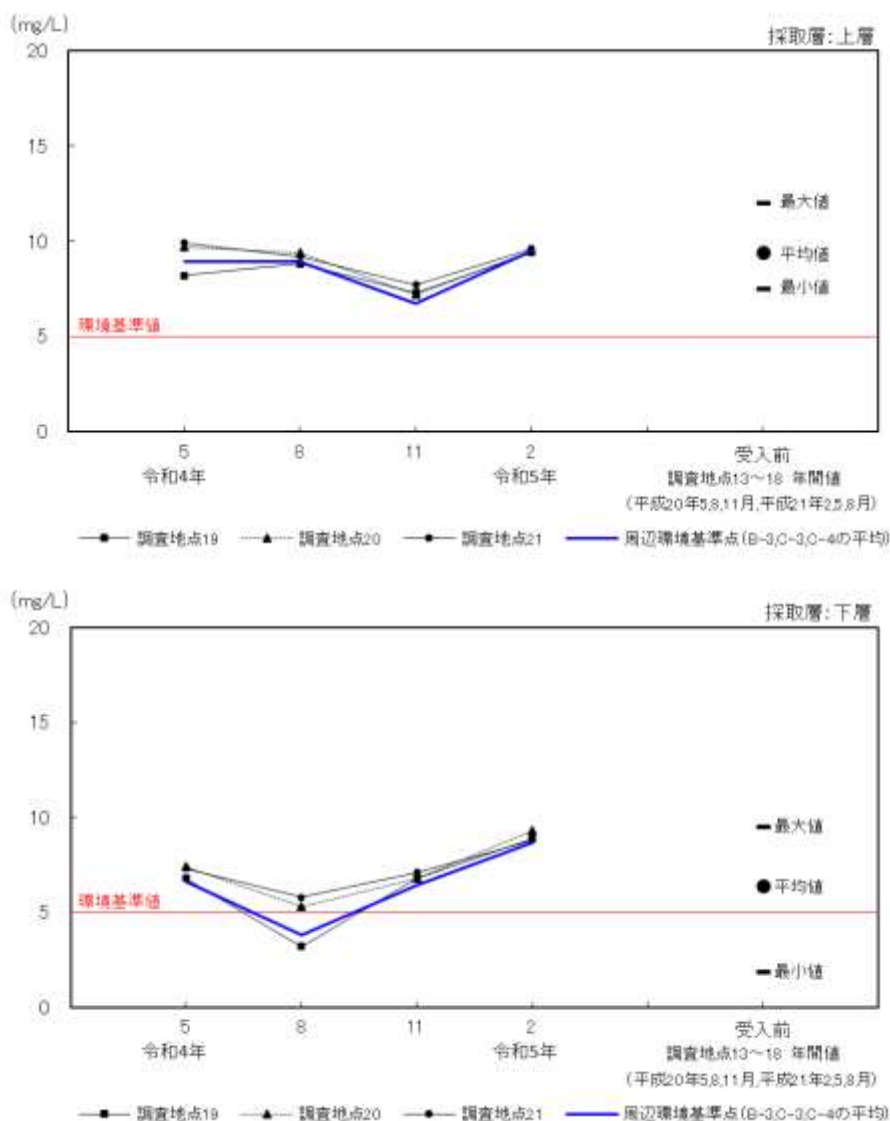 (mg/L)
採取層:上層
20
15
最大値
10
平均値
最小値
環境基準値
5
0
5 8 11 2 受入前
令和4年 令和5年 調査地点13～18 年間値
(平成20年5,8,11月,平成21年2,5,8月)
調査地点19 調査地点20 調査地点21 周辺環境基準点(B-3,C-3,C-4の平均)
(mg/L)
採取層:下層
20
15
10
最大値
平均値
環境基準値
5
最小値
0
5 8 11 2 受入前
令和4年 令和5年 調査地点13～18 年間値
(平成20年5,8,11月,平成21年2,5,8月)
調査地点19 調査地点20 調査地点21 周辺環境基準点(B-3,C-3,C-4の平均)